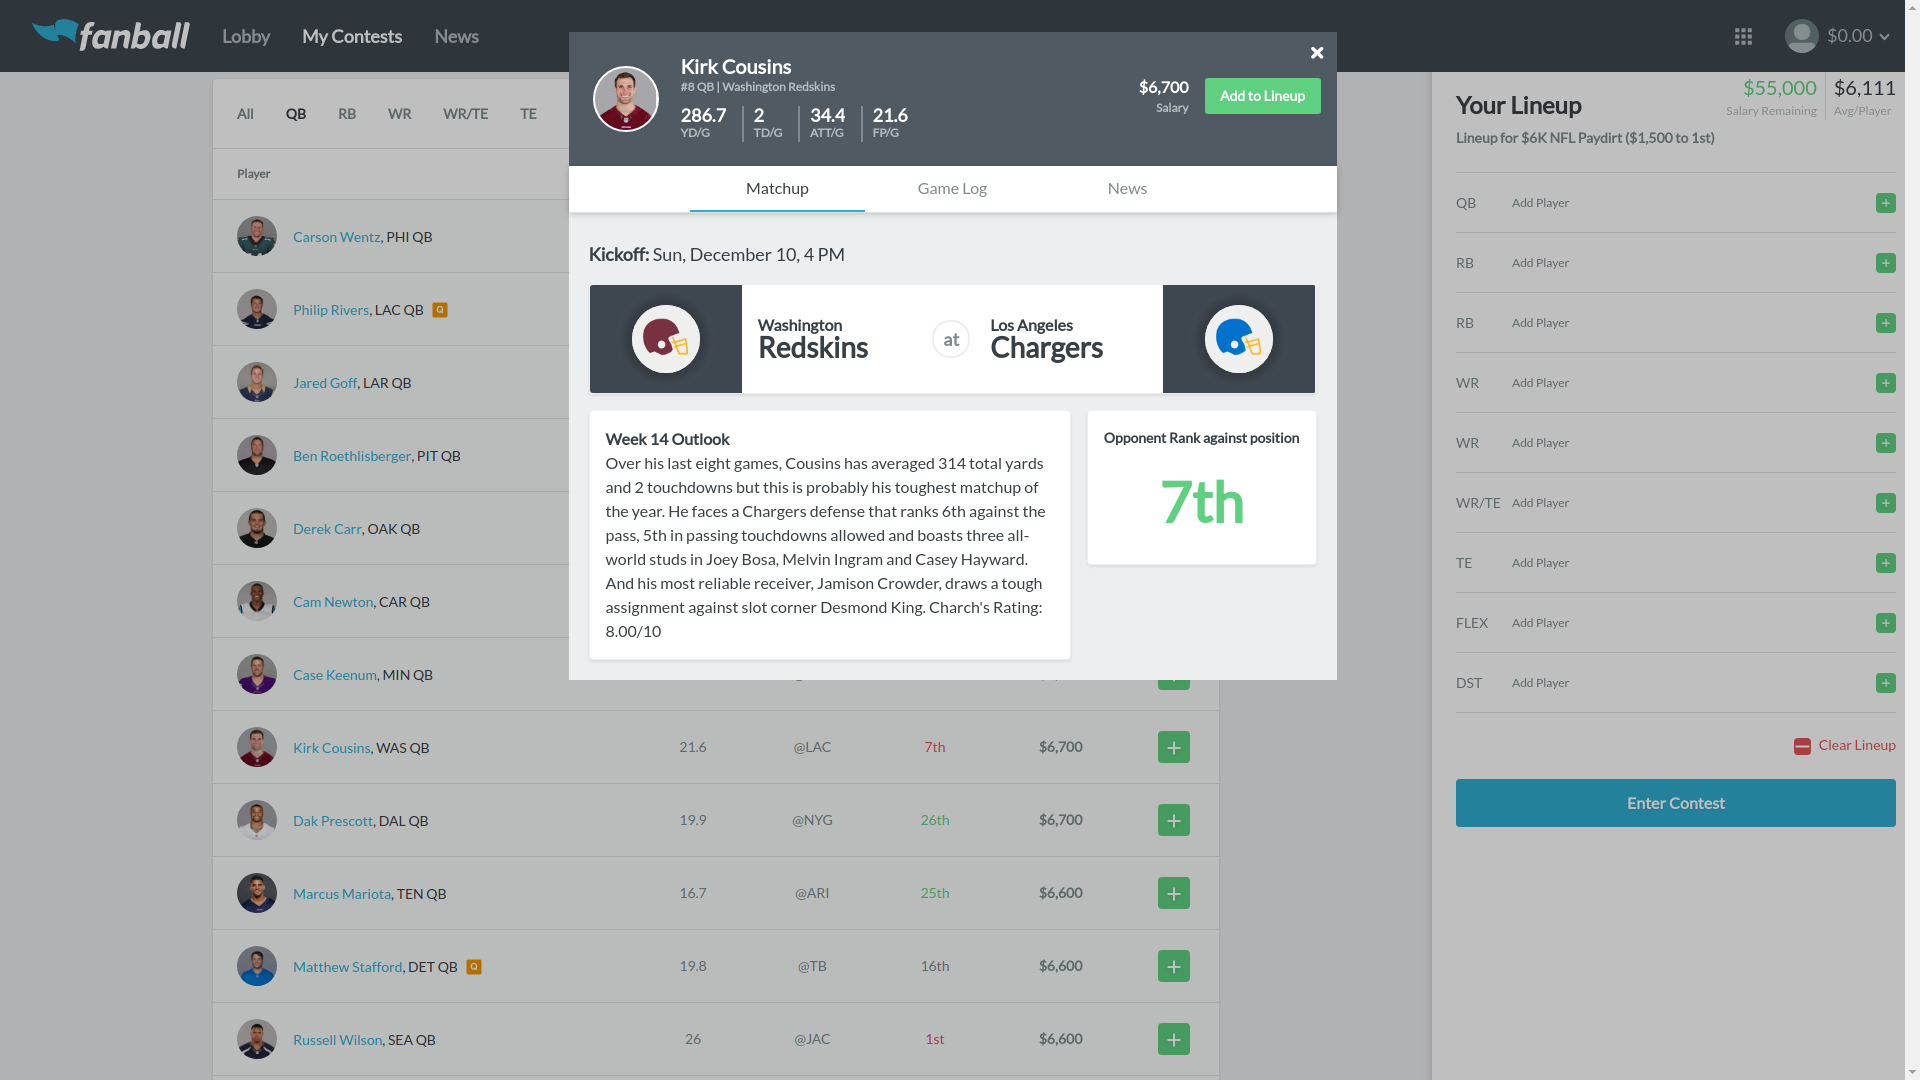 fanball
Lobby
My Contests
News
$0.00
Kirk Cousins
#8 QB | Washington Redskins
286.7
YD/G
2
TD/G
34.4
ATT/G
21.6
FP/G
$6,700
Salary
Add to Lineup
Matchup
Game Log
News
Kickoff: Sun, December 10, 4 PM
Washington
Redskins
at
Los Angeles
Chargers
Week 14 Outlook
Over his last eight games, Cousins has averaged 314 total yards
and 2 touchdowns but this is probably his toughest matchup of
the year. He faces a Chargers defense that ranks 6th against the
pass, 5th in passing touchdowns allowed and boasts three all-
world studs in Joey Bosa, Melvin Ingram and Casey Hayward.
And his most reliable receiver, Jamison Crowder, draws a tough
assignment against slot corner Desmond King. Charch's Rating:
8.00/10
Opponent Rank against position
7th
All
QB
RB
WR
WR/TE
TE
Player
Carson Wentz, PHI QB
Philip Rivers, LAC QB Q
Jared Goff, LAR QB
Ben Roethlisberger, PIT QB
Derek Carr, OAK QB
Cam Newton, CAR QB
Case Keenum, MIN QB
Kirk Cousins, WAS QB 21.6 @LAC 7th $6,700
Dak Prescott, DAL QB 19.9 @NYG 26th $6,700
Marcus Mariota, TEN QB 16.7 @ARI 25th $6,600
Matthew Stafford, DET QB Q 19.8 @TB 16th $6,600
Russell Wilson, SEA QB 26 @JAC 1st $6,600
Your Lineup
$55,000
Salary Remaining
$6,111
Avg/Player
Lineup for $6K NFL Paydirt ($1,500 to 1st)
QB Add Player
RB Add Player
RB Add Player
WR Add Player
WR Add Player
WR/TE Add Player
TE Add Player
FLEX Add Player
DST Add Player
Clear Lineup
Enter Contest